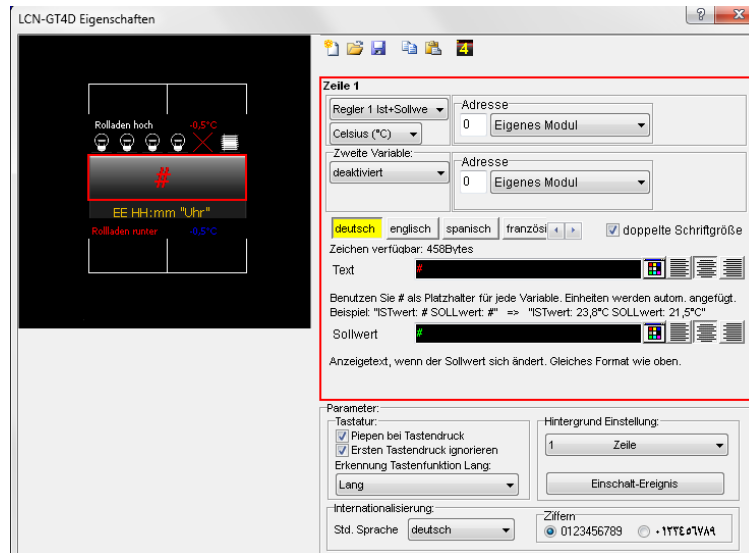 LCN-GT4D Eigenschaften
Rolladen hoch -0,5°C
#
EE HH:mm "Uhr"
Rollladen runter -0,5°C
4
Zeile 1
Regler 1 Ist+Sollwe
Adresse
0 Eigenes Modul
Celsius (°C)
Zweite Variable:
deaktiviert
Adresse
0 Eigenes Modul
deutsch englisch spanisch französi
doppelte Schriftgröße
Zeichen verfügbar: 458Bytes
Text #
Benutzen Sie # als Platzhalter für jede Variable. Einheiten werden autom. angefügt.
Beispiel: "ISTwert: # SOLLwert: #" => "ISTwert: 23,8°C SOLLwert: 21,5°C"
Sollwert #
Anzeigetext, wenn der Sollwert sich ändert. Gleiches Format wie oben.
Parameter:
Tastatur:
Piepen bei Tastendruck
Ersten Tastendruck ignorieren
Erkennung Tastenfunktion Lang:
Lang
Hintergrund Einstellung:
1 Zeile
Einschalt-Ereignis
Internationalisierung:
Std. Sprache deutsch
Ziffern
0123456789 ٠١٢٣٤٥٦٧٨٩